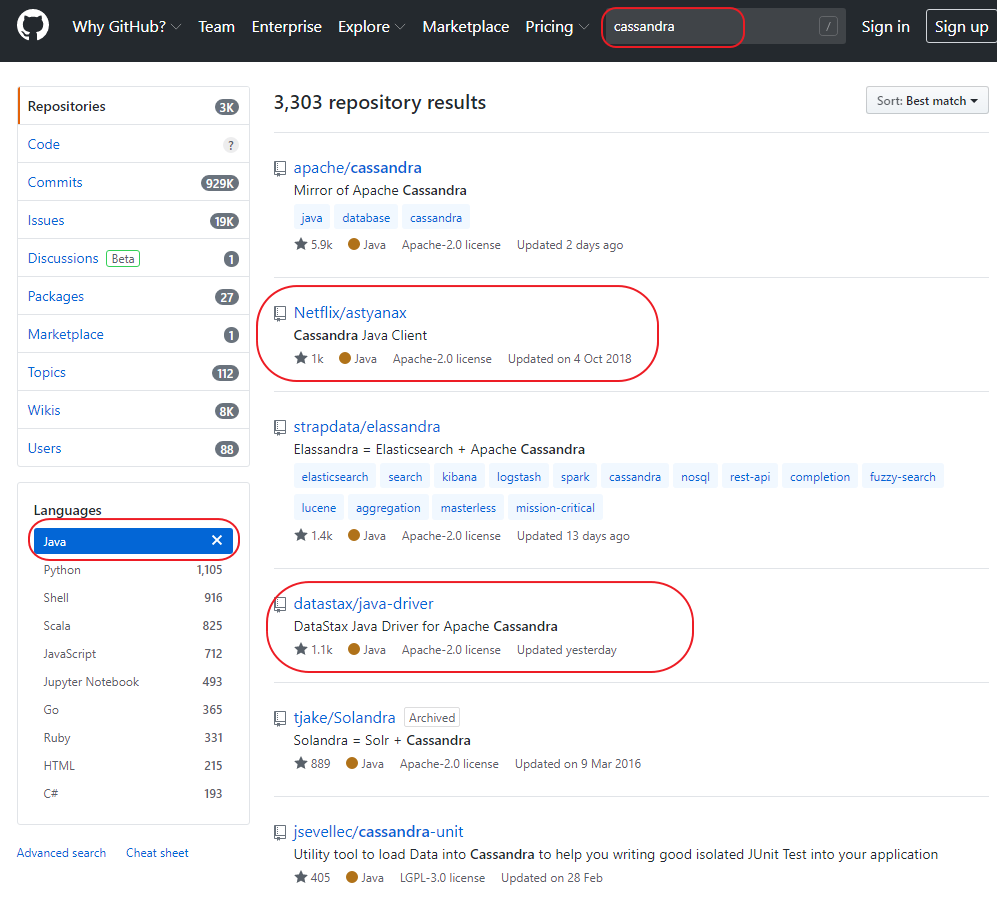 Why GitHub? Team Enterprise Explore Marketplace Pricing cassandra / Sign in Sign up
Repositories 3K
Code ?
Commits 929K
Issues 19K
Discussions Beta 1
Packages 27
Marketplace 1
Topics 112
Wikis 8K
Users 88
Languages
Java ✕
Python 1,105
Shell 916
Scala 825
JavaScript 712
Jupyter Notebook 493
Go 365
Ruby 331
HTML 215
C# 193
Advanced search Cheat sheet
3,303 repository results Sort: Best match
apache/cassandra
Mirror of Apache Cassandra
java database cassandra
5.9k Java Apache-2.0 license Updated 2 days ago
Netflix/astyanax
Cassandra Java Client
1k Java Apache-2.0 license Updated on 4 Oct 2018
strapdata/elassandra
Elassandra = Elasticsearch + Apache Cassandra
elasticsearch search kibana logstash spark cassandra nosql rest-api completion fuzzy-search
lucene aggregation masterless mission-critical
1.4k Java Apache-2.0 license Updated 13 days ago
datastax/java-driver
DataStax Java Driver for Apache Cassandra
1.1k Java Apache-2.0 license Updated yesterday
tjake/Solandra Archived
Solandra = Solr + Cassandra
889 Java Apache-2.0 license Updated on 9 Mar 2016
jsevellec/cassandra-unit
Utility tool to load Data into Cassandra to help you writing good isolated JUnit Test into your application
405 Java LGPL-3.0 license Updated on 28 Feb